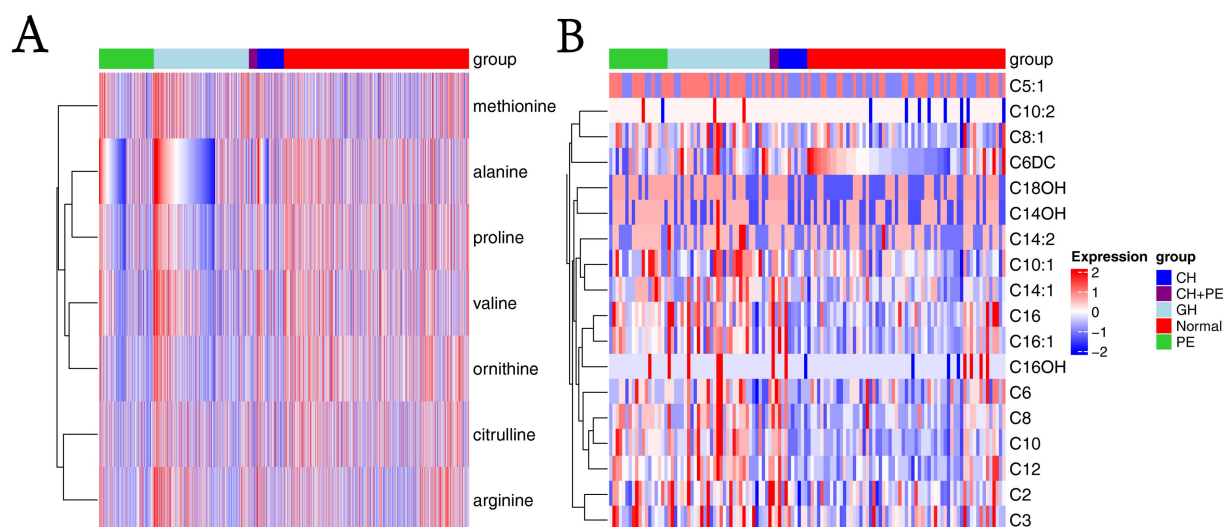 A
group
methionine
alanine
proline
valine
ornithine
citrulline
arginine
B
group
C5:1
C10:2
C8:1
C6DC
C18OH
C14OH
C14:2
C10:1
C14:1
C16
C16:1
C16OH
C6
C8
C10
C12
C2
C3
Expression
2
1
0
−1
−2
group
CH
CH+PE
GH
Normal
PE